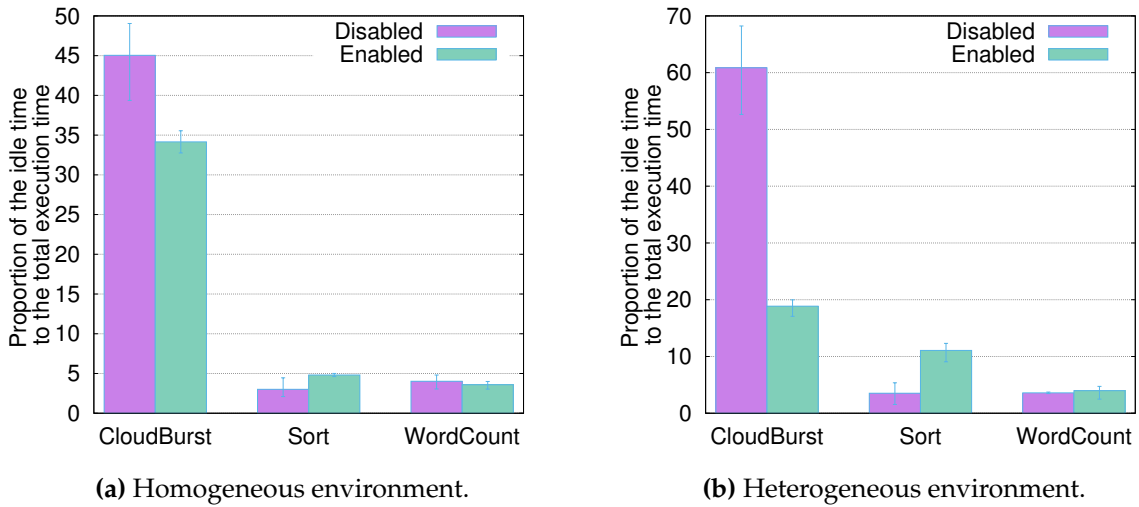 Proportion of the idle time
to the total execution time
50
45
40
35
30
25
20
15
10
5
0
Disabled
Enabled
CloudBurst Sort WordCount
(a) Homogeneous environment.
Proportion of the idle time
to the total execution time
70
60
50
40
30
20
10
0
Disabled
Enabled
CloudBurst Sort WordCount
(b) Heterogeneous environment.